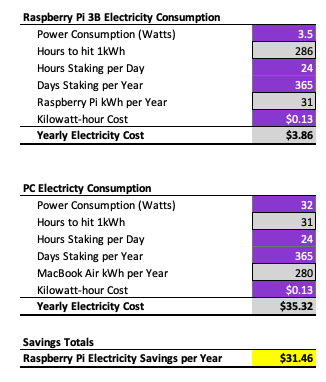 Raspberry Pi 3B Electricity Consumption
Power Consumption (Watts) 3.5
Hours to hit 1kWh 286
Hours Staking per Day 24
Days Staking per Year 365
Raspberry Pi kWh per Year 31
Kilowatt-hour Cost $0.13
Yearly Electricity Cost $3.86
PC Electricty Consumption
Power Consumption (Watts) 32
Hours to hit 1kWh 31
Hours Staking per Day 24
Days Staking per Year 365
MacBook Air kWh per Year 280
Kilowatt-hour Cost $0.13
Yearly Electricity Cost $35.32
Savings Totals
Raspberry Pi Electricity Savings per Year $31.46